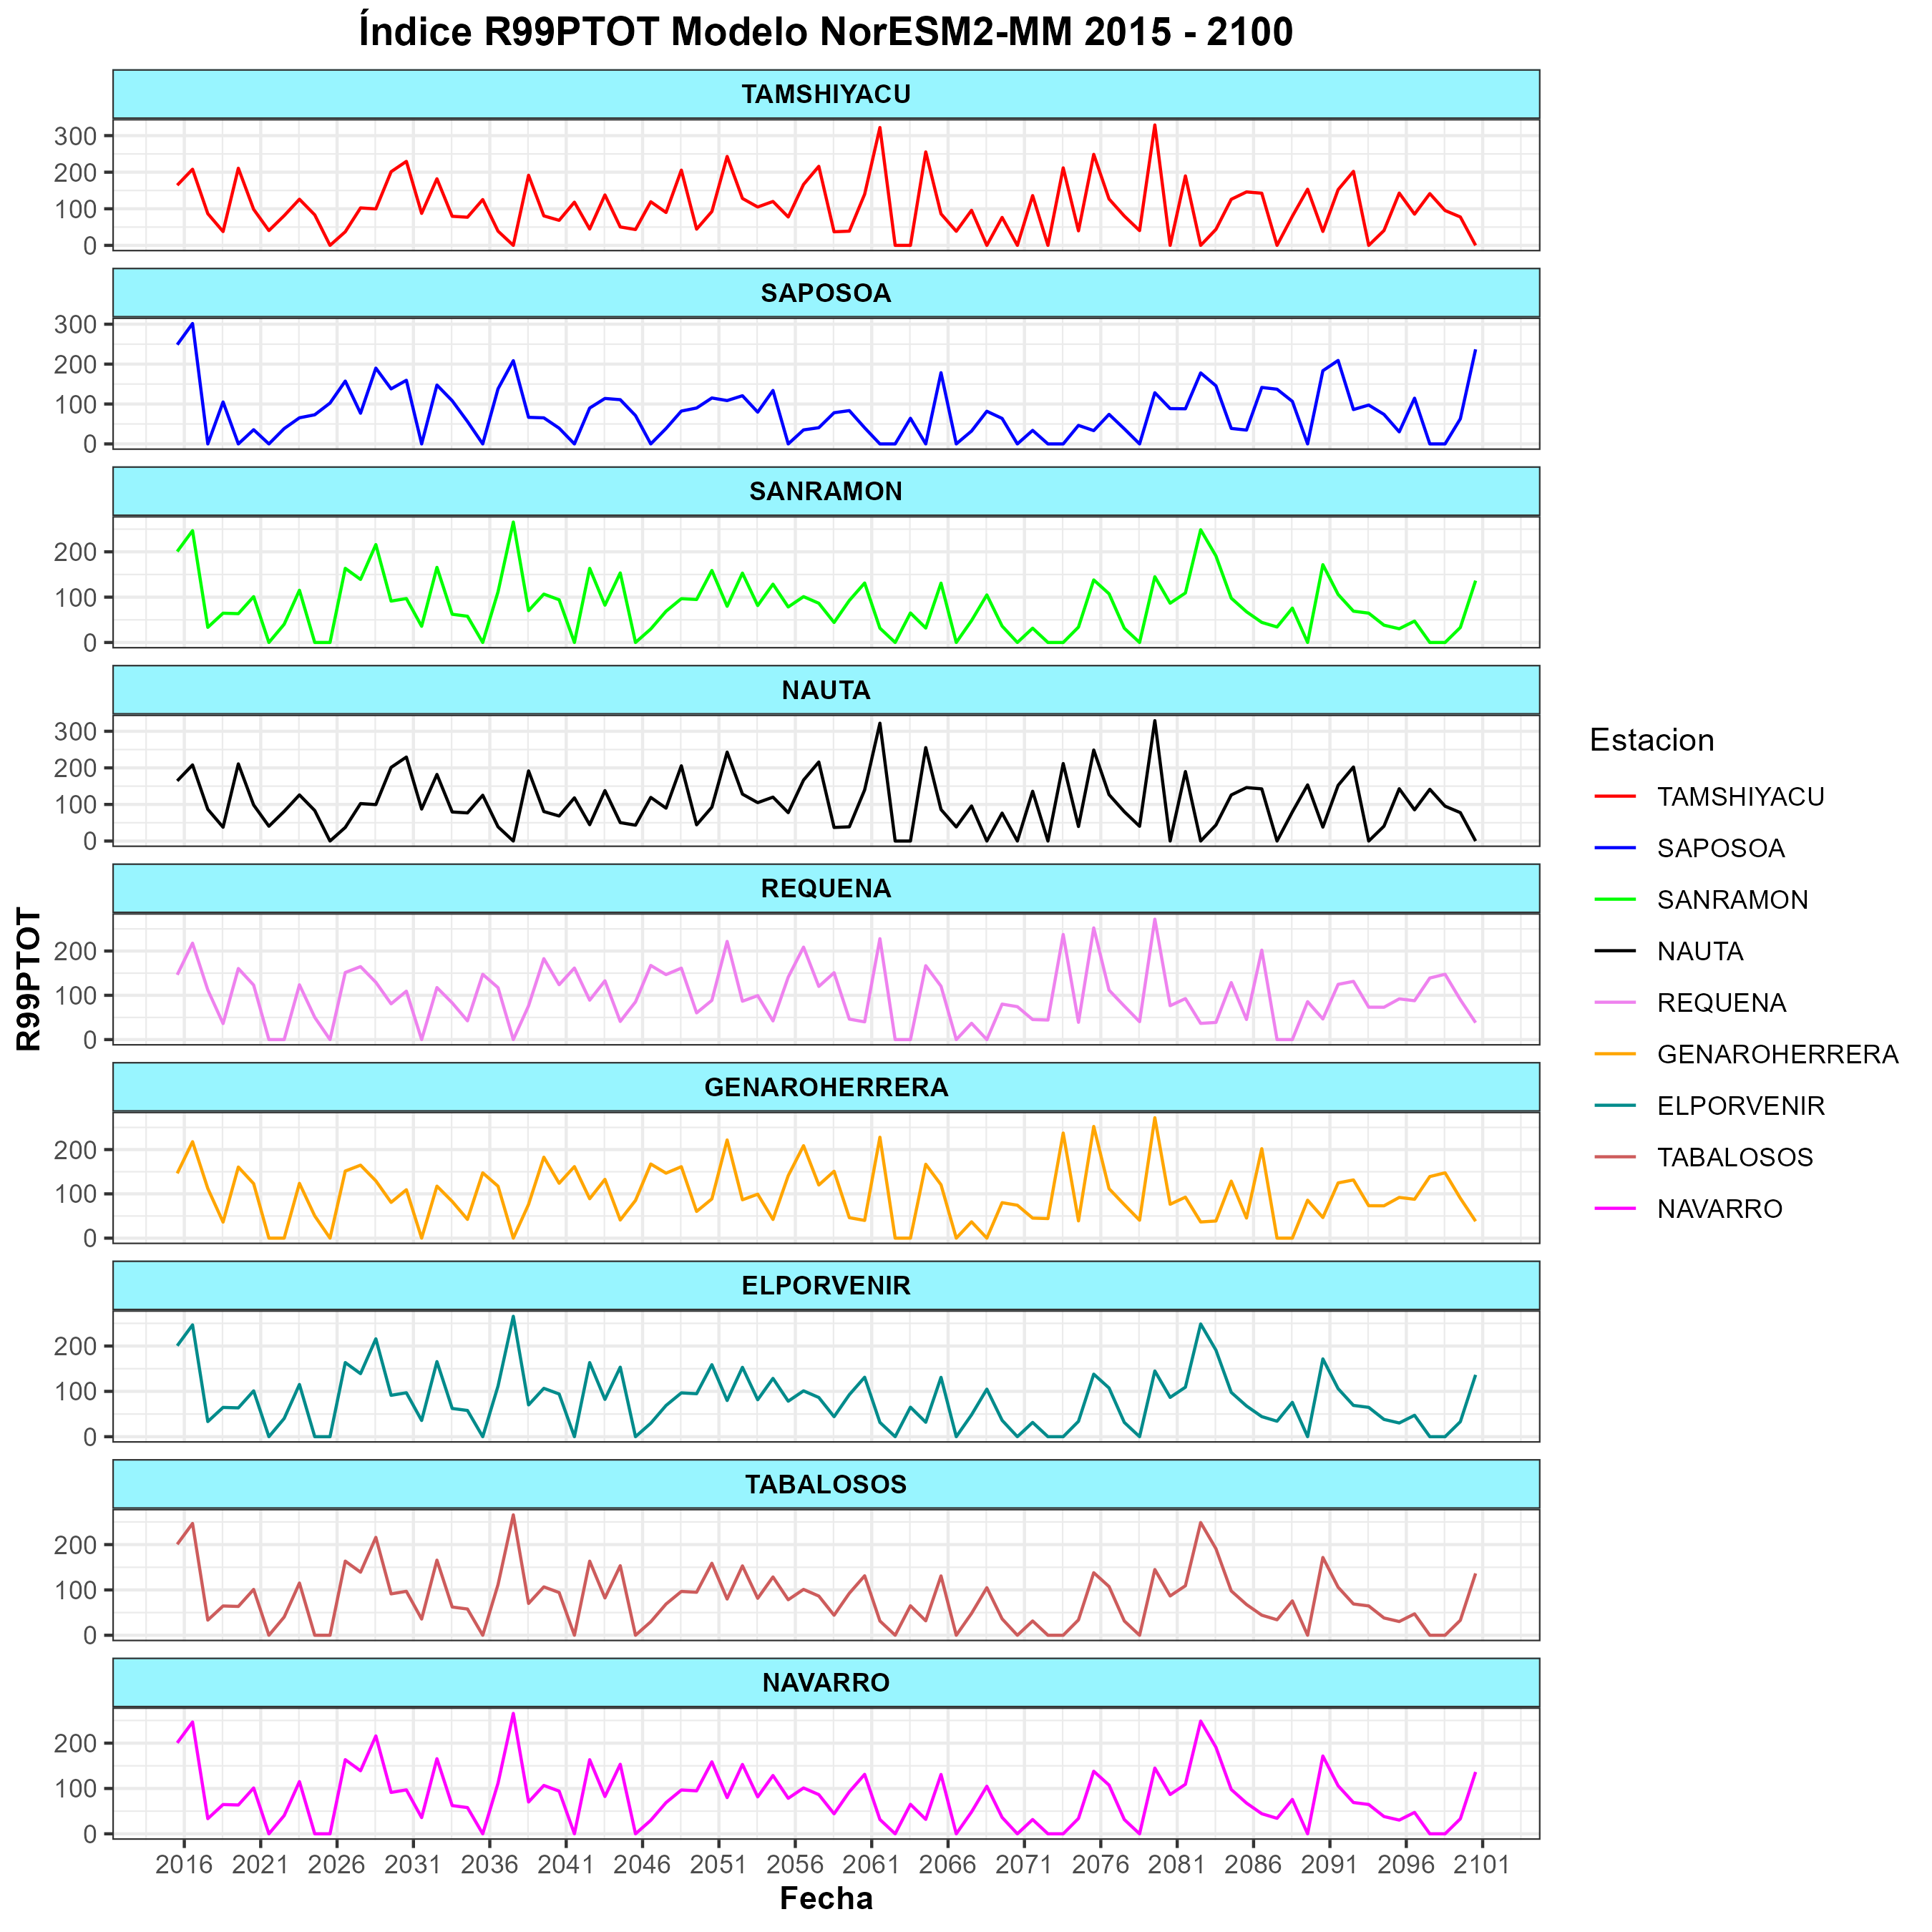 Índice R99PTOT Modelo NorESM2-MM 2015 - 2100
TAMSHIYACU
300
200
100
0
SAPOSOA
300
200
100
0
SANRAMON
200
100
0
NAUTA
300
200
100
0
REQUENA
200
100
0
GENAROHERRERA
200
100
0
ELPORVENIR
200
100
0
TABALOSOS
200
100
0
NAVARRO
200
100
0
2016 2021 2026 2031 2036 2041 2046 2051 2056 2061 2066 2071 2076 2081 2086 2091 2096 2101
Fecha
R99PTOT
Estacion
TAMSHIYACU
SAPOSOA
SANRAMON
NAUTA
REQUENA
GENAROHERRERA
ELPORVENIR
TABALOSOS
NAVARRO